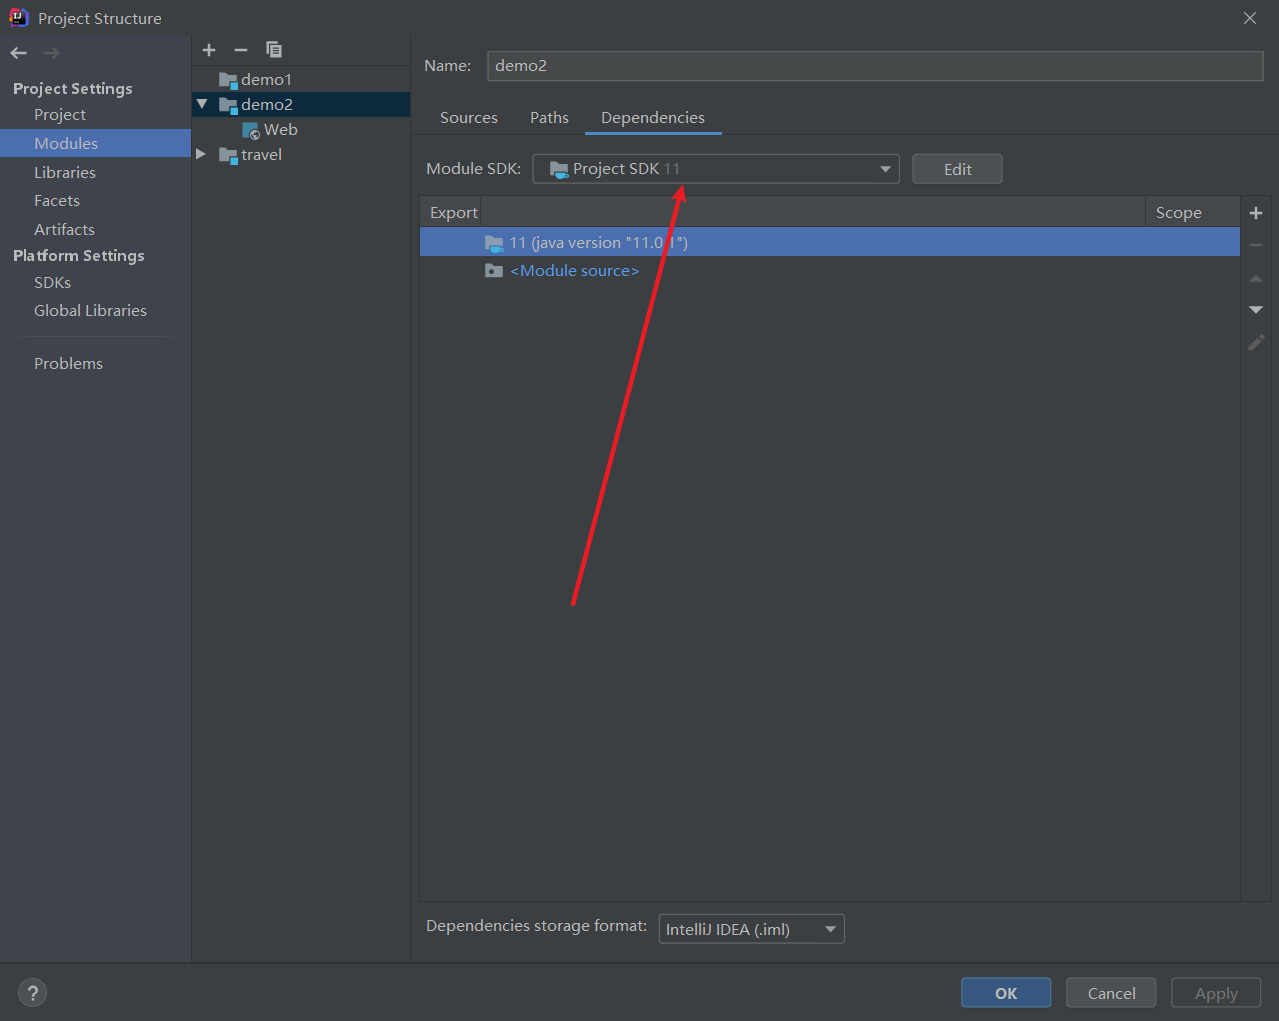 Project Structure
Project Settings
Project
Modules
Libraries
Facets
Artifacts
Platform Settings
SDKs
Global Libraries
Problems
demo1
demo2
Web
travel
Name: demo2
Sources Paths Dependencies
Module SDK: Project SDK 11 Edit
Export Scope
11 (java version "11.0.1")
<Module source>
Dependencies storage format: IntelliJ IDEA (.iml)
? OK Cancel Apply